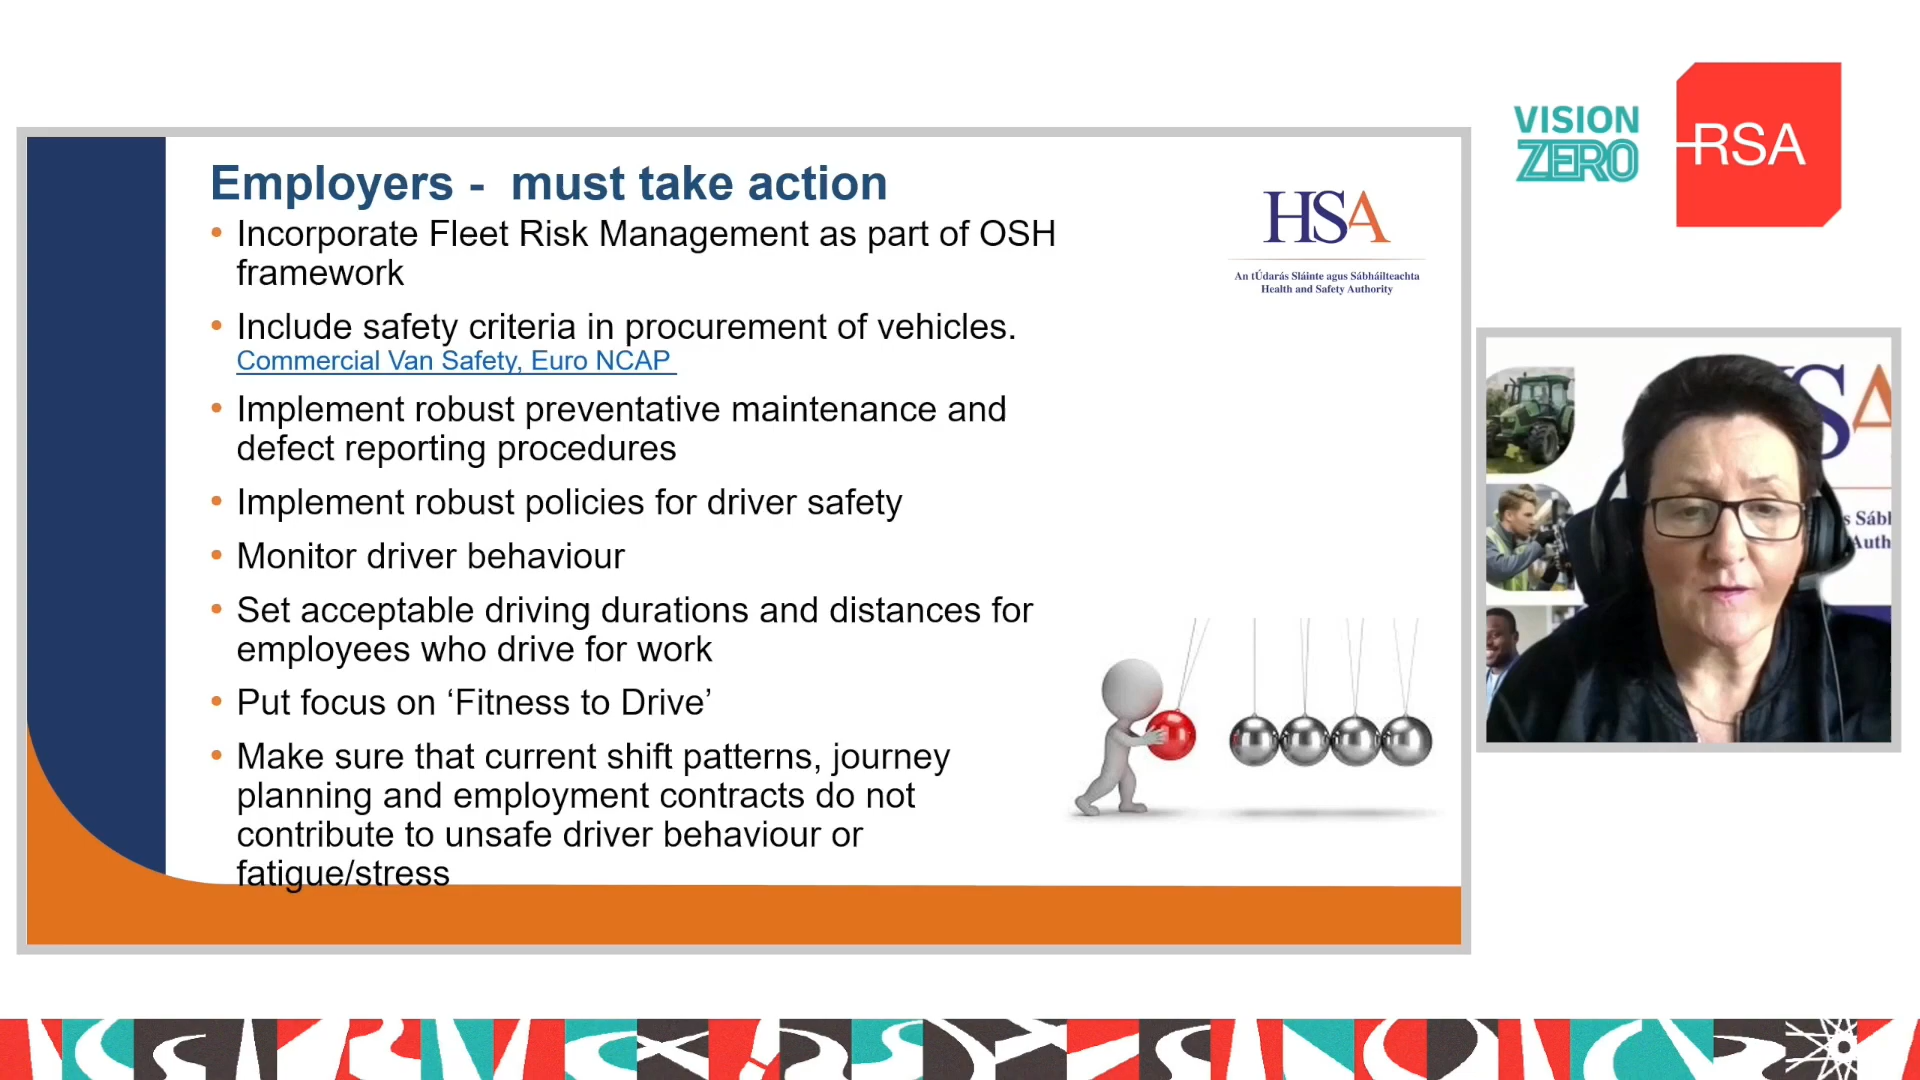 Employers -  must take action
• Incorporate Fleet Risk Management as part of OSH
framework
• Include safety criteria in procurement of vehicles.
Commercial Van Safety, Euro NCAP
• Implement robust preventative maintenance and
defect reporting procedures
• Implement robust policies for driver safety
• Monitor driver behaviour
• Set acceptable driving durations and distances for
employees who drive for work
• Put focus on ‘Fitness to Drive’
• Make sure that current shift patterns, journey
planning and employment contracts do not
contribute to unsafe driver behaviour or
fatigue/stress
HSA
An tÚdarás Sláinte agus Sábháilteachta
Health and Safety Authority
VISION
ZERO
RSA
SA
s Sábl
Auth